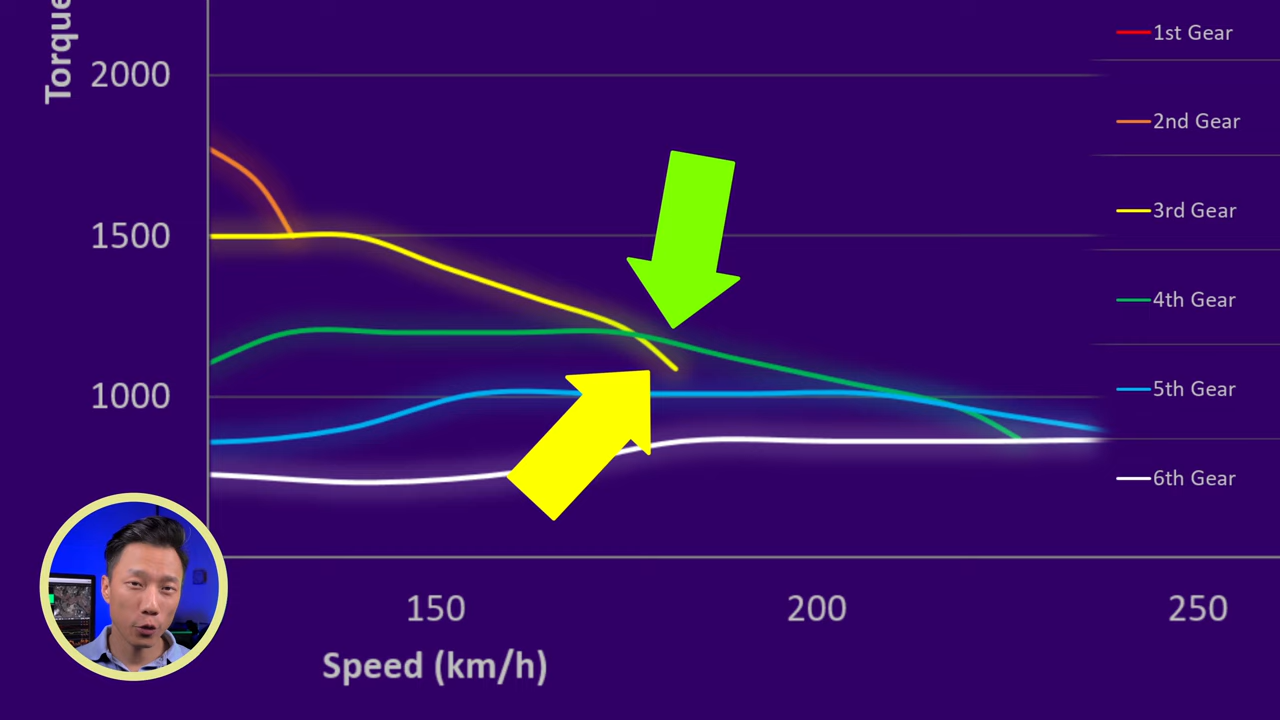 Torque
2000
1500
1000
150
200
250
Speed (km/h)
1st Gear
2nd Gear
3rd Gear
4th Gear
5th Gear
6th Gear